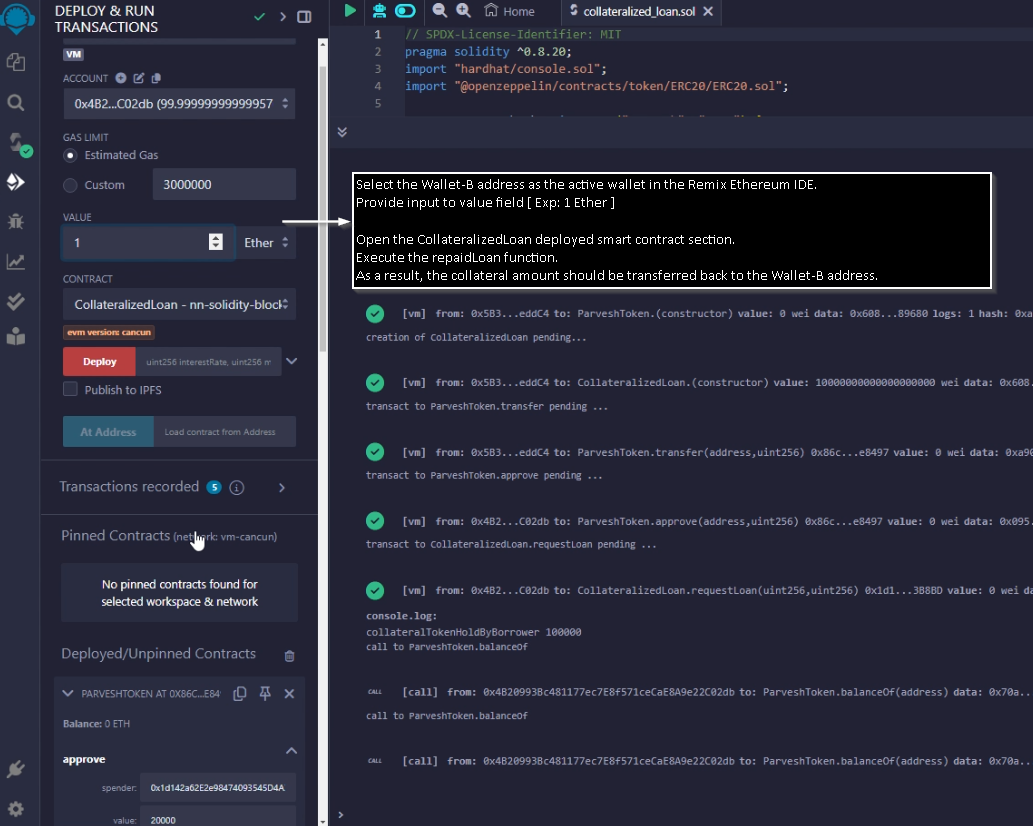 DEPLOY & RUN
TRANSACTIONS
VM
ACCOUNT
0x4B2...C02db (99.99999999999957
GAS LIMIT
Estimated Gas
Custom
3000000
VALUE
1
Ether
CONTRACT
CollateralizedLoan - nn-solidity-block
evm version: cancun
Deploy
uint256 interestRate, uint256 m
Publish to IPFS
At Address
Load contract from Address
Transactions recorded 5
Pinned Contracts (network: vm-cancun)
No pinned contracts found for
selected workspace & network
Deployed/Unpinned Contracts
PARVESHTOKEN AT 0X86C...E84
Balance: 0 ETH
approve
spender: 0x1d142a62E2e98474093545D4A
value: 20000
Home
collateralized_loan.sol
1 // SPDX-License-Identifier: MIT
2 pragma solidity ^0.8.20;
3 import "hardhat/console.sol";
4 import "@openzeppelin/contracts/token/ERC20/ERC20.sol";
5
Select the Wallet-B address as the active wallet in the Remix Ethereum IDE.
Provide input to value field [ Exp: 1 Ether ]
Open the CollateralizedLoan deployed smart contract section.
Execute the repaidLoan function.
As a result, the collateral amount should be transferred back to the Wallet-B address.
[vm] from: 0x5B3...eddC4 to: ParveshToken.(constructor) value: 0 wei data: 0x608...89680 logs: 1 hash: 0xa
creation of CollateralizedLoan pending...
[vm] from: 0x5B3...eddC4 to: CollateralizedLoan.(constructor) value: 10000000000000000000 wei data: 0x608.
transact to ParveshToken.transfer pending ...
[vm] from: 0x5B3...eddC4 to: ParveshToken.transfer(address,uint256) 0x86c...e8497 value: 0 wei data: 0xa90
transact to ParveshToken.approve pending ...
[vm] from: 0x4B2...C02db to: ParveshToken.approve(address,uint256) 0x86c...e8497 value: 0 wei data: 0x095.
transact to CollateralizedLoan.requestLoan pending ...
[vm] from: 0x4B2...C02db to: CollateralizedLoan.requestLoan(uint256,uint256) 0x1d1...3B8BD value: 0 wei da
console.log:
collateralTokenHoldByBorrower 100000
call to ParveshToken.balanceOf
CALL [call] from: 0x4B20993Bc481177ec7E8f571ceCaE8A9e22C02db to: ParveshToken.balanceOf(address) data: 0x70a..
call to ParveshToken.balanceOf
CALL [call] from: 0x4B20993Bc481177ec7E8f571ceCaE8A9e22C02db to: ParveshToken.balanceOf(address) data: 0x70a..